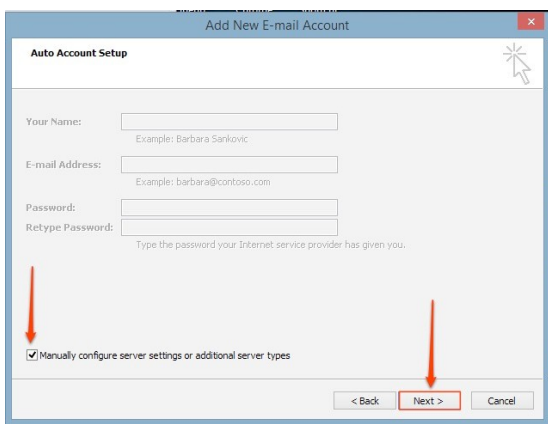 Add New E-mail Account
Auto Account Setup
Your Name:
Example: Barbara Sankovic
E-mail Address:
Example: barbara@contoso.com
Password:
Retype Password:
Type the password your Internet service provider has given you.
Manually configure server settings or additional server types
< Back Next > Cancel